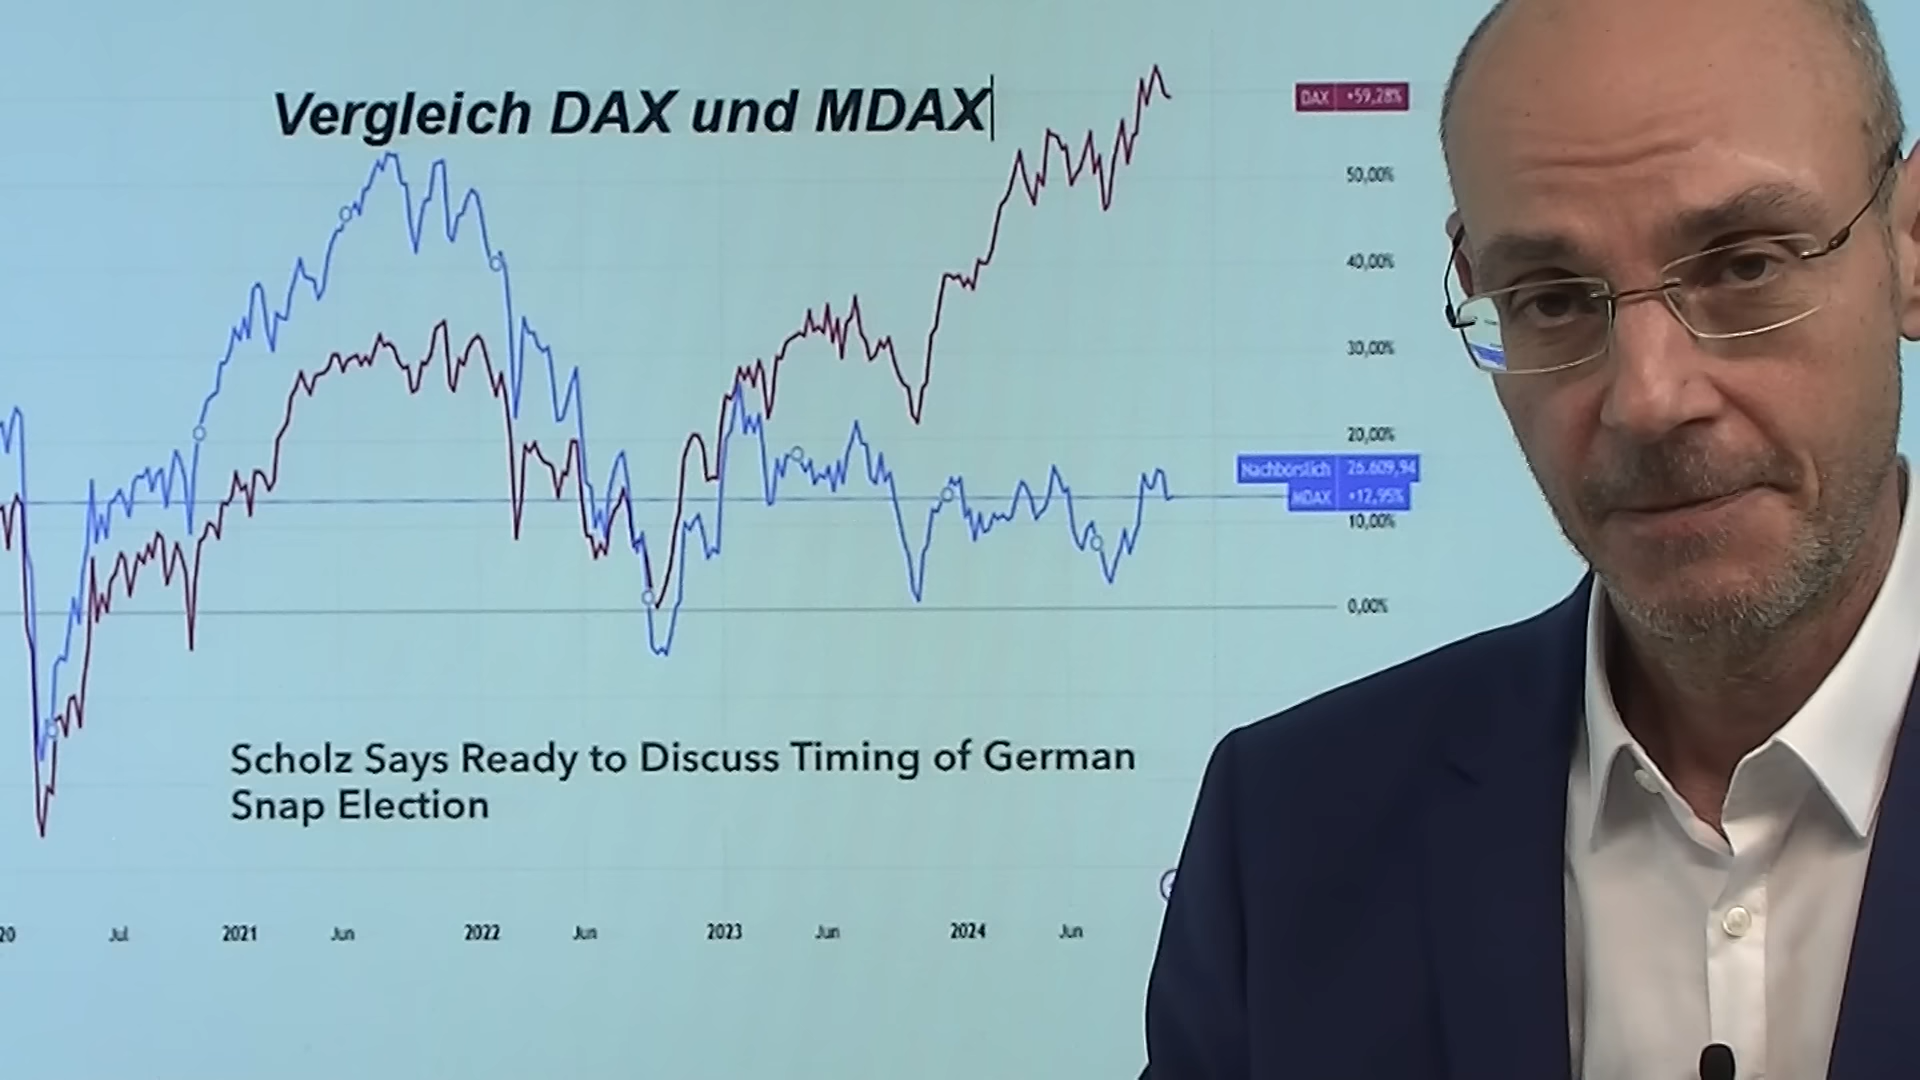 Vergleich DAX und MDAX
DAX +59,28%
50,00%
40,00%
30,00%
20,00%
Nachbörslich 26.609,94
MDAX +12,95%
10,00%
0,00%
Scholz Says Ready to Discuss Timing of German
Snap Election
20 Jul 2021 Jun 2022 Jun 2023 Jun 2024 Jun